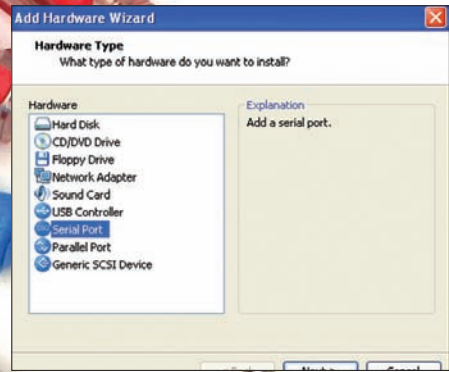 Add Hardware Wizard
Hardware Type
What type of hardware do you want to install?
Hardware
Hard Disk
CD/DVD Drive
Floppy Drive
Network Adapter
Sound Card
USB Controller
Serial Port
Parallel Port
Generic SCSI Device
Explanation
Add a serial port.
Next >
Cancel